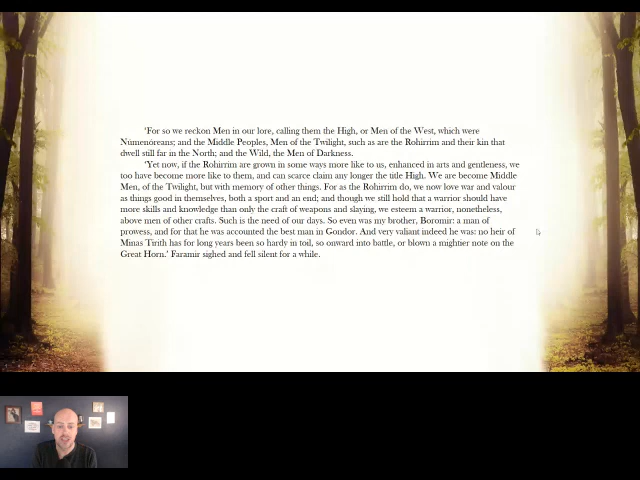 'For so we reckon Men in our lore, calling them the High, or Men of the West, which were
Númenóreans; and the Middle Peoples, Men of the Twilight, such as are the Rohirrim and their kin that
dwell still far in the North; and the Wild, the Men of Darkness.
'Yet now, if the Rohirrim are grown in some ways more like to us, enhanced in arts and gentleness, we
too have become more like to them, and can scarce claim any longer the title High. We are become Middle
Men, of the Twilight, but with memory of other things. For as the Rohirrim do, we now love war and valour
as things good in themselves, both a sport and an end; and though we still hold that a warrior should have
more skills and knowledge than only the craft of weapons and slaying, we esteem a warrior, nonetheless,
above men of other crafts. Such is the need of our days. So even was my brother, Boromir: a man of
prowess, and for that he was accounted the best man in Gondor. And very valiant indeed he was: no heir of
Minas Tirith has for long years been so hardy in toil, so onward into battle, or blown a mightier note on the
Great Horn.' Faramir sighed and fell silent for a while.